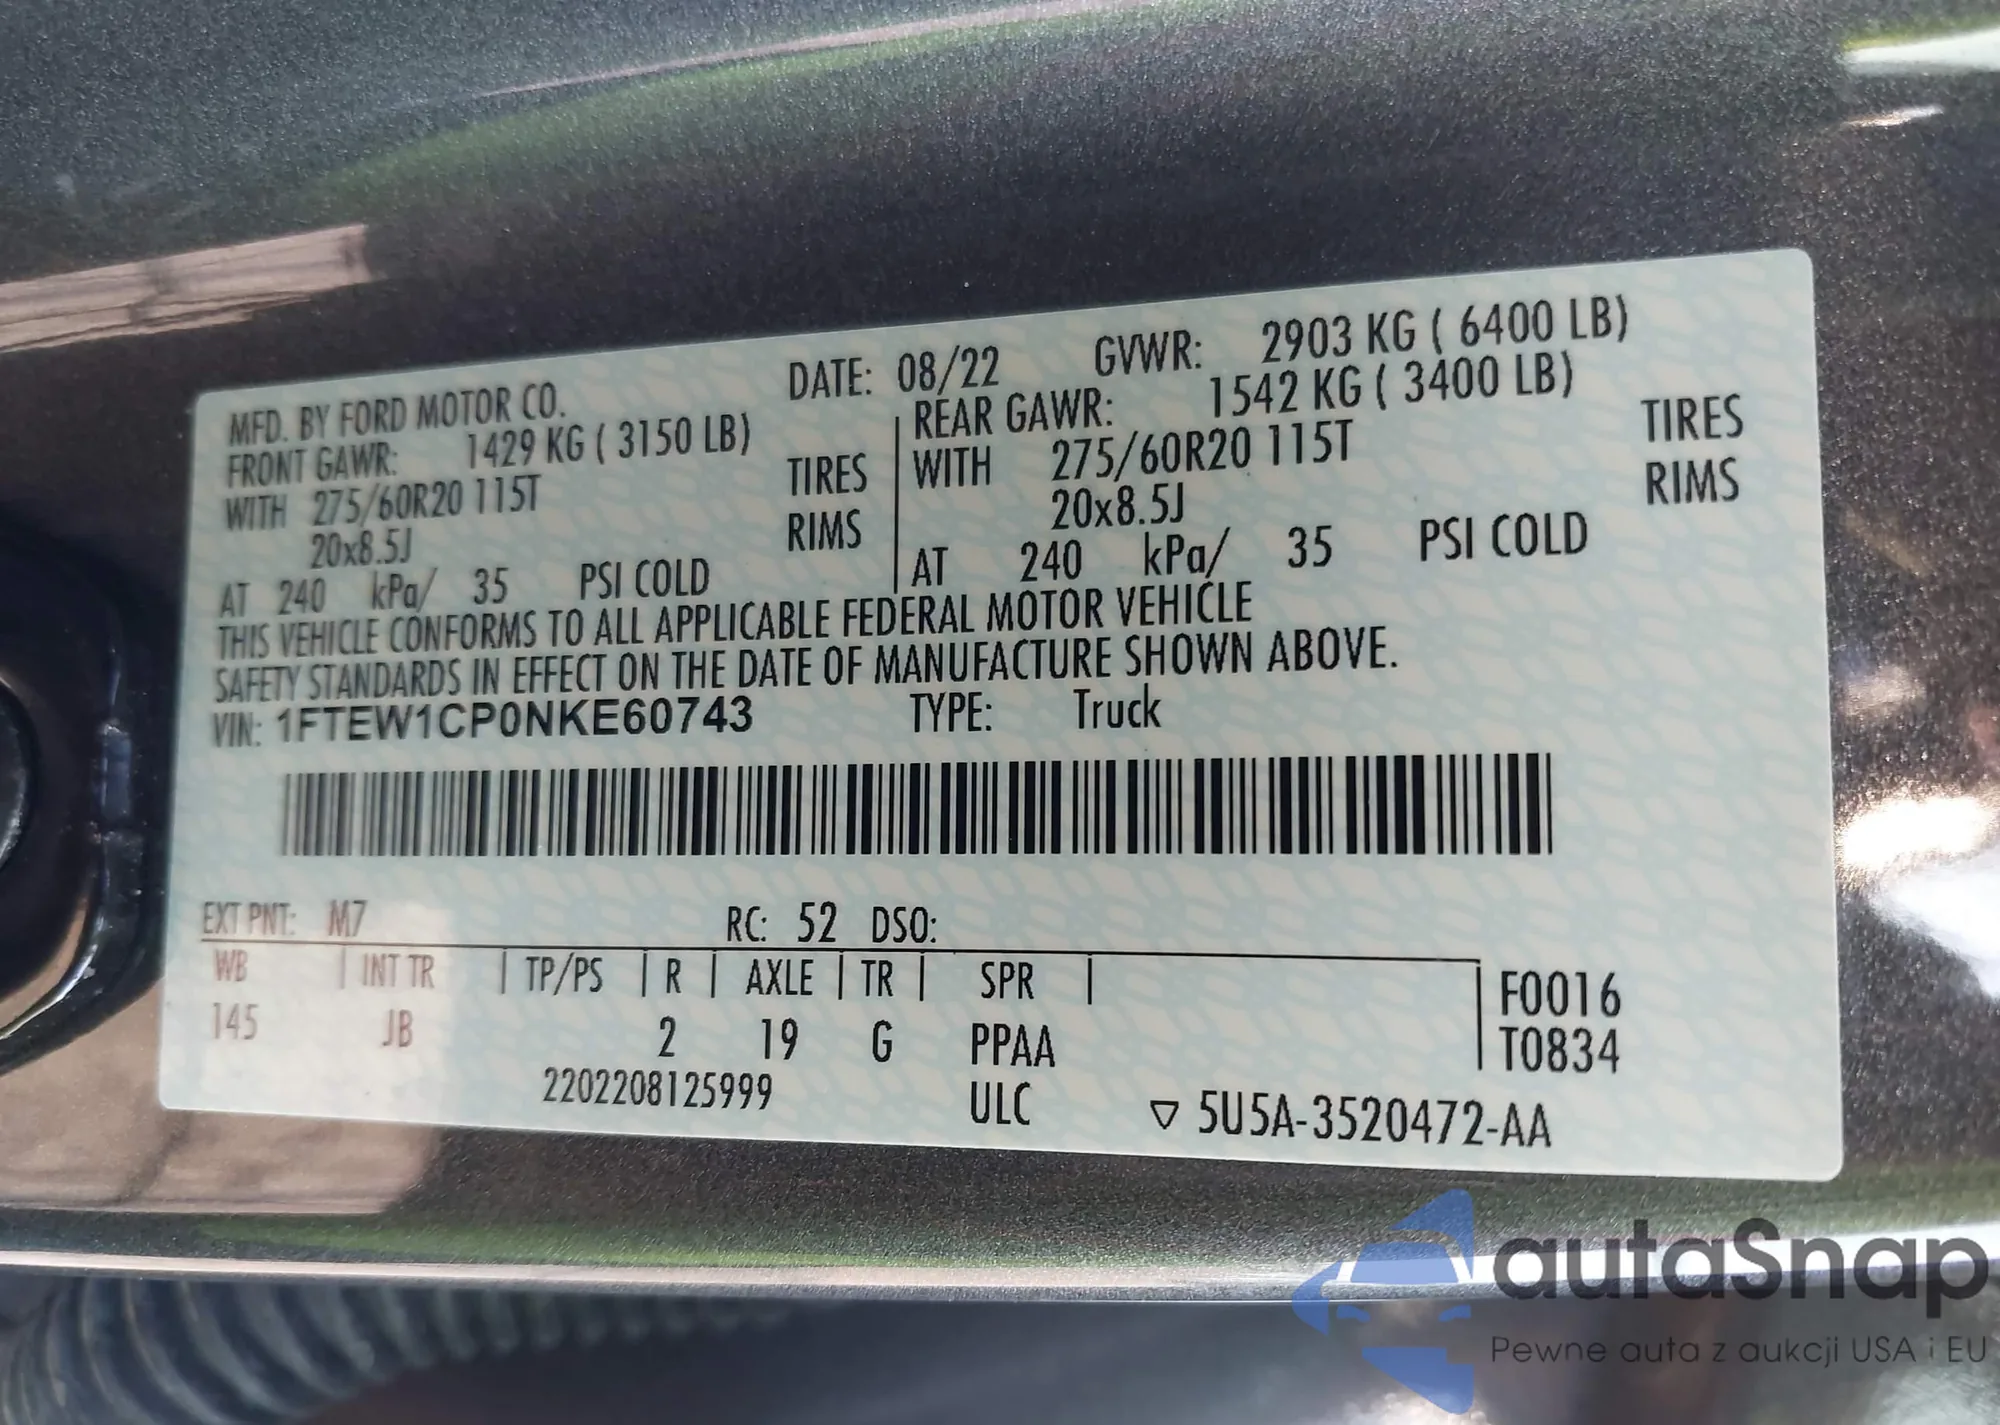 MFD. BY FORD MOTOR CO. DATE: 08/22 GVWR: 2903 KG ( 6400 LB)
FRONT GAWR: 1429 KG ( 3150 LB) REAR GAWR: 1542 KG ( 3400 LB)
WITH 275/60R20 115T TIRES WITH 275/60R20 115T TIRES
20x8.5J RIMS 20x8.5J RIMS
AT 240 kPa/ 35 PSI COLD AT 240 kPa/ 35 PSI COLD
THIS VEHICLE CONFORMS TO ALL APPLICABLE FEDERAL MOTOR VEHICLE
SAFETY STANDARDS IN EFFECT ON THE DATE OF MANUFACTURE SHOWN ABOVE.
VIN: 1FTEW1CP0NKE60743 TYPE: Truck
EXT PNT: M7 RC: 52 DSO:
WB INT TR TP/PS R AXLE TR SPR F0016
145 JB 2 19 G PPAA T0834
2202208125999 ULC ▽ 5U5A-3520472-AA
autaSnap
Pewne auta z aukcji USA i EU